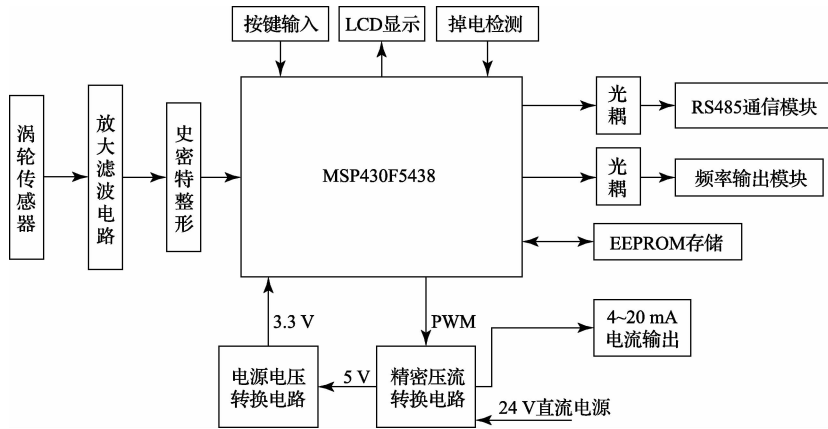 按键输入
LCD显示
掉电检测
涡轮传感器
放大滤波电路
史密特整形
MSP430F5438
光耦
RS485通信模块
光耦
频率输出模块
EEPROM存储
3.3 V
PWM
4~20 mA
电流输出
电源电压
转换电路
5 V
精密压流
转换电路
24 V直流电源